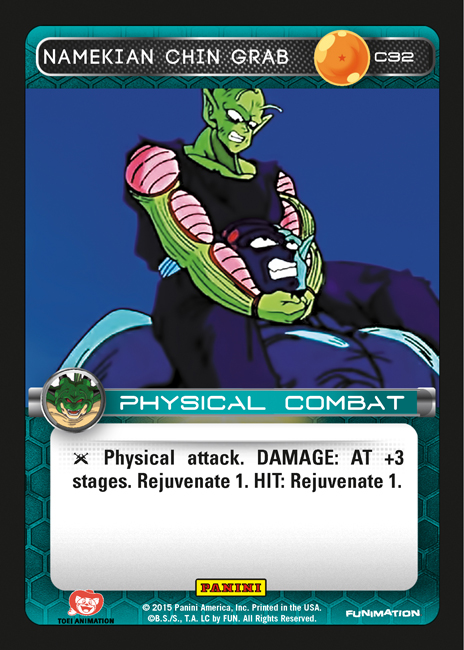 NAMEKIAN CHIN GRAB C92
PHYSICAL COMBAT
Physical attack. DAMAGE: AT +3
stages. Rejuvenate 1. HIT: Rejuvenate 1.
PANINI
TOEI ANIMATION
© 2015 Panini America, Inc. Printed in the USA.
©B.S./S., T.A. LC by FUN. All Rights Reserved.
FUNIMATION